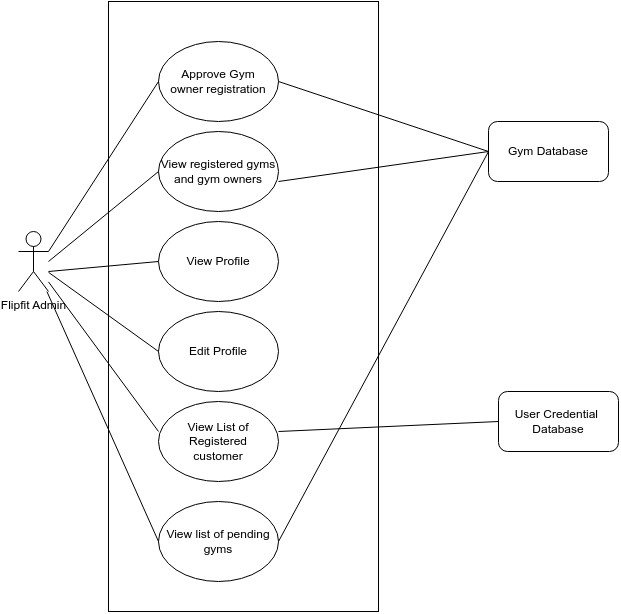 Approve Gym
owner registration
View registered gyms
and gym owners
Gym Database
View Profile
Flipfit Admin
Edit Profile
View List of
Registered
customer
User Credential
Database
View list of pending
gyms